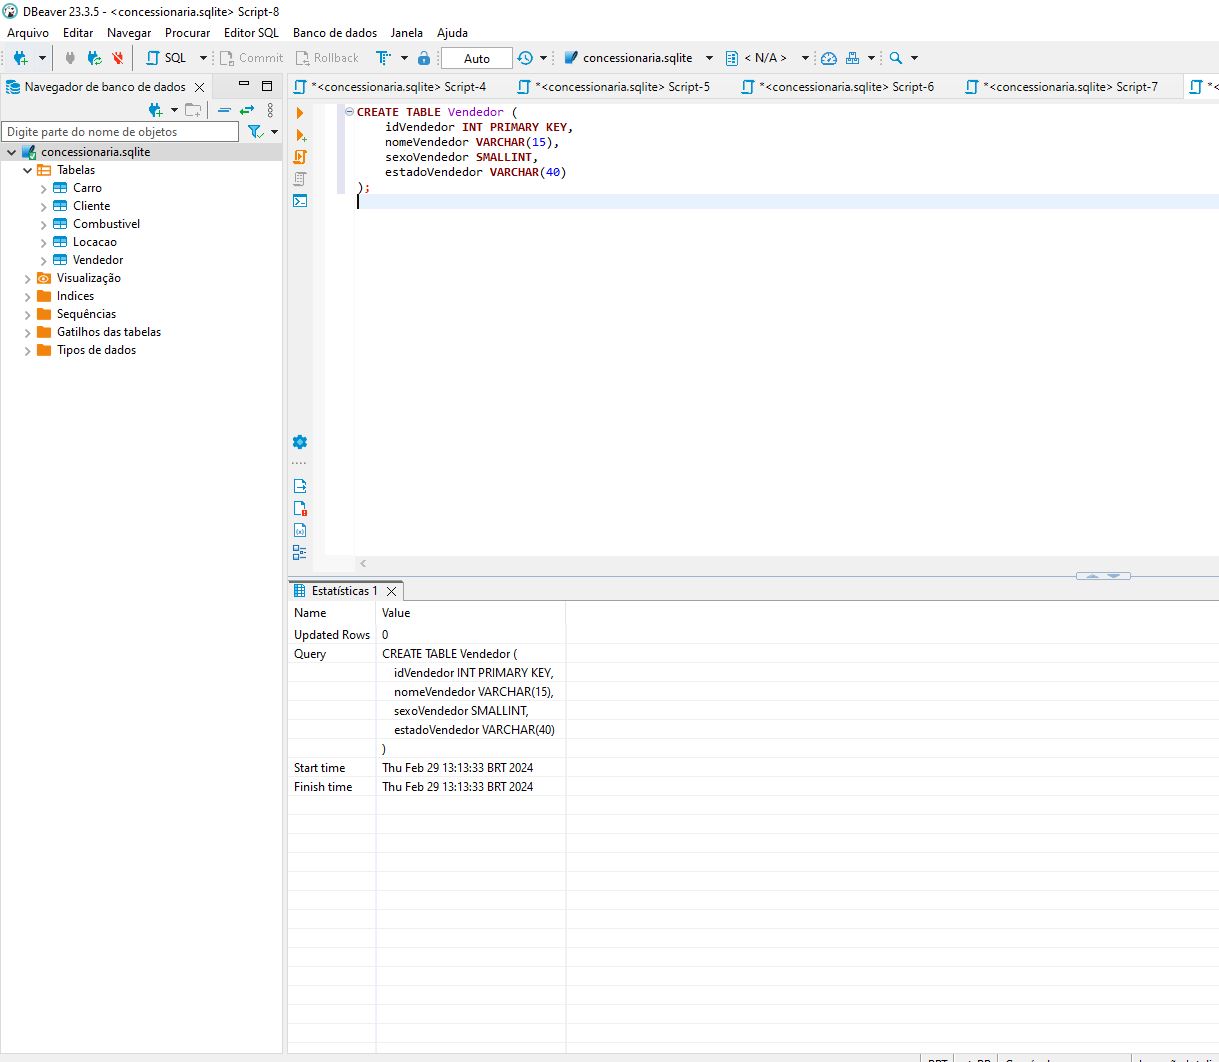 DBeaver 23.3.5 - <concessionaria.sqlite> Script-8
Arquivo Editar Navegar Procurar Editor SQL Banco de dados Janela Ajuda
SQL Commit Rollback Auto concessionaria.sqlite < N/A >
Navegador de banco de dados
Digite parte do nome de objetos
concessionaria.sqlite
Tabelas
Carro
Cliente
Combustivel
Locacao
Vendedor
Visualização
Indices
Sequências
Gatilhos das tabelas
Tipos de dados
*<concessionaria.sqlite> Script-4 *<concessionaria.sqlite> Script-5 *<concessionaria.sqlite> Script-6 *<concessionaria.sqlite> Script-7
CREATE TABLE Vendedor (
idVendedor INT PRIMARY KEY,
nomeVendedor VARCHAR(15),
sexoVendedor SMALLINT,
estadoVendedor VARCHAR(40)
);
Estatísticas 1
Name Value
Updated Rows 0
Query CREATE TABLE Vendedor (
idVendedor INT PRIMARY KEY,
nomeVendedor VARCHAR(15),
sexoVendedor SMALLINT,
estadoVendedor VARCHAR(40)
)
Start time Thu Feb 29 13:13:33 BRT 2024
Finish time Thu Feb 29 13:13:33 BRT 2024